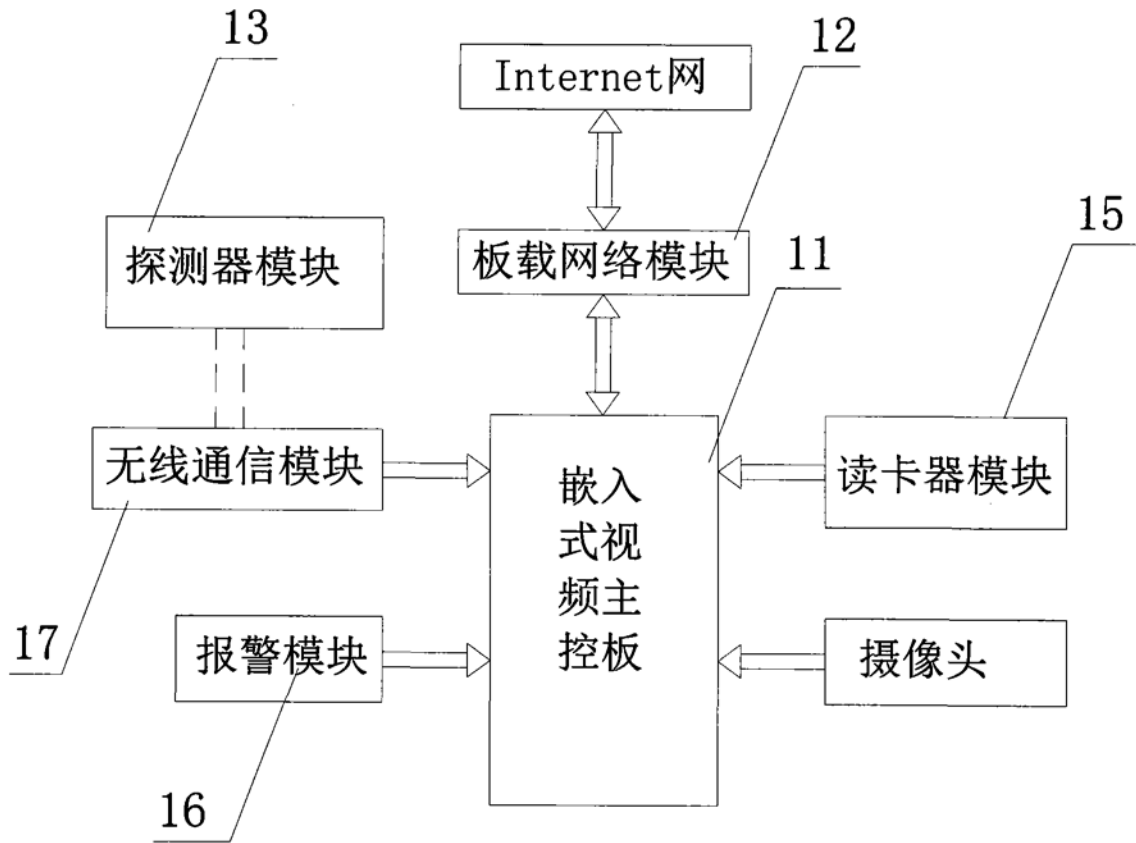 13
Internet网
12
探测器模块
板载网络模块
11
15
无线通信模块
嵌入
式视
频主
控板
读卡器模块
17
报警模块
摄像头
16